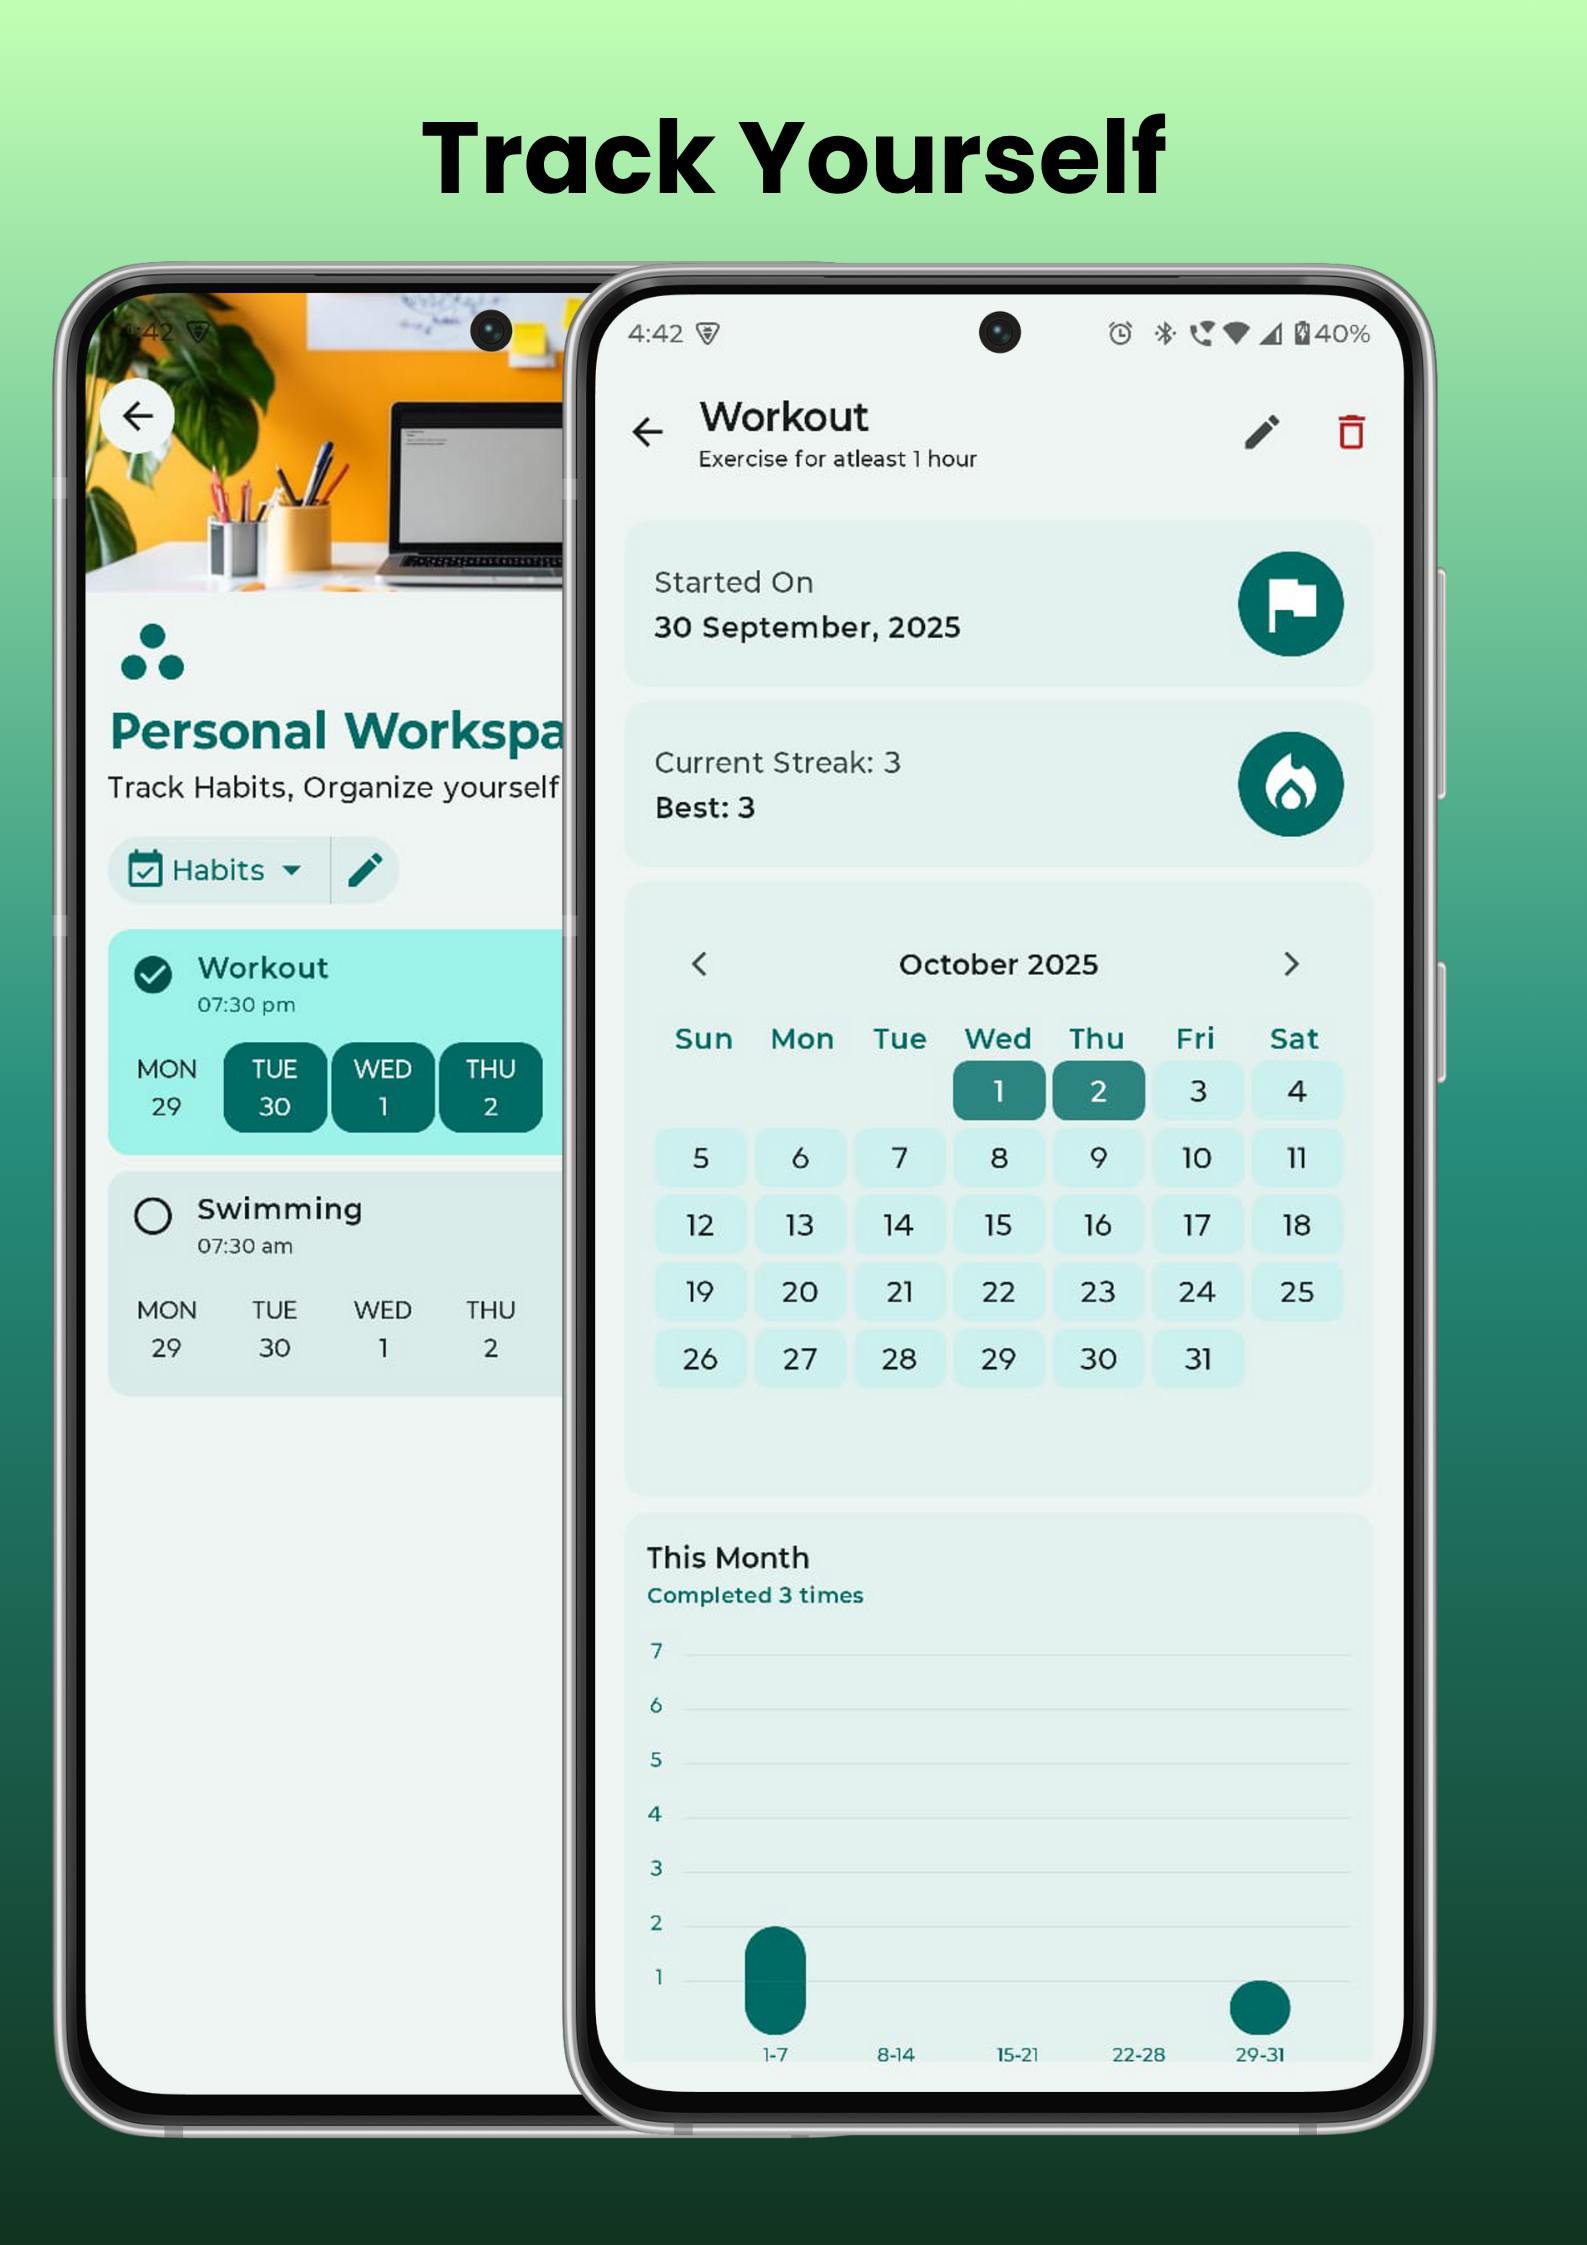 Track Yourself
4:42
Personal Workspa
Track Habits, Organize yourself
Habits
Workout
07:30 pm
MON TUE WED THU
29 30 1 2
Swimming
07:30 am
MON TUE WED THU
29 30 1 2
4:42 40%
Workout
Exercise for atleast 1 hour
Started On
30 September, 2025
Current Streak: 3
Best: 3
October 2025
Sun Mon Tue Wed Thu Fri Sat
1 2 3 4
5 6 7 8 9 10 11
12 13 14 15 16 17 18
19 20 21 22 23 24 25
26 27 28 29 30 31
This Month
Completed 3 times
7
6
5
4
3
2
1
1-7 8-14 15-21 22-28 29-31